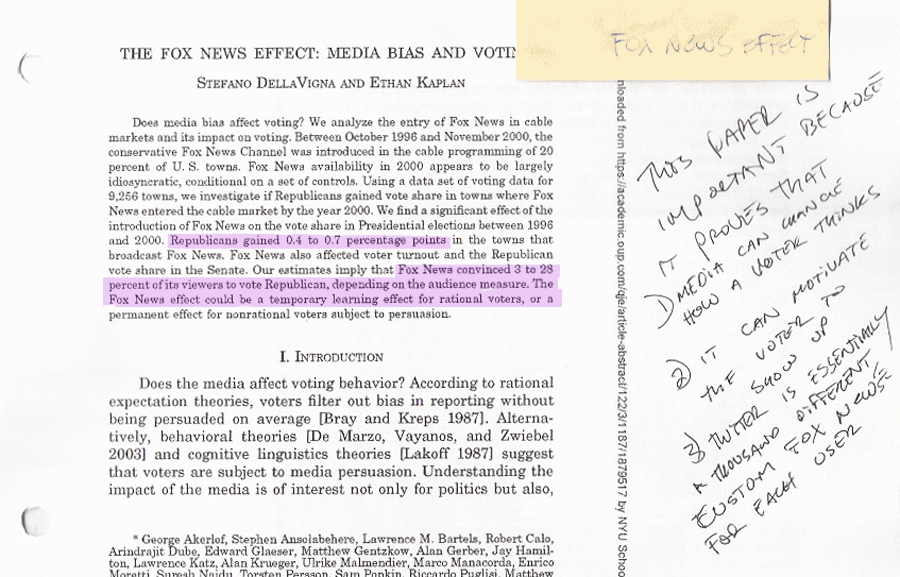 THE FOX NEWS EFFECT: MEDIA BIAS AND VOTIN
FOX NEWS EFFECT
STEFANO DELLAVIGNA AND ETHAN KAPLAN
Does media bias affect voting? We analyze the entry of Fox News in cable
markets and its impact on voting. Between October 1996 and November 2000, the
conservative Fox News Channel was introduced in the cable programming of 20
percent of U. S. towns. Fox News availability in 2000 appears to be largely
idiosyncratic, conditional on a set of controls. Using a data set of voting data for
9,256 towns, we investigate if Republicans gained vote share in towns where Fox
News entered the cable market by the year 2000. We find a significant effect of the
introduction of Fox News on the vote share in Presidential elections between 1996
and 2000. Republicans gained 0.4 to 0.7 percentage points in the towns that
broadcast Fox News. Fox News also affected voter turnout and the Republican
vote share in the Senate. Our estimates imply that Fox News convinced 3 to 28
percent of its viewers to vote Republican, depending on the audience measure. The
Fox News effect could be a temporary learning effect for rational voters, or a
permanent effect for nonrational voters subject to persuasion.
I. INTRODUCTION
Does the media affect voting behavior? According to rational
expectation theories, voters filter out bias in reporting without
being persuaded on average [Bray and Kreps 1987]. Alterna-
tively, behavioral theories [De Marzo, Vayanos, and Zwiebel
2003] and cognitive linguistics theories [Lakoff 1987] suggest
that voters are subject to media persuasion. Understanding the
impact of the media is of interest not only for politics but also,
* George Akerlof, Stephen Ansolabehere, Lawrence M. Bartels, Robert Calo,
Arindrajit Dube, Edward Glaeser, Matthew Gentzkow, Alan Gerber, Jay Hamil-
ton, Lawrence Katz, Alan Krueger, Ulrike Malmendier, Marco Manacorda, Enrico
Moretti, Suresh Naidu, Torsten Persson, Sam Popkin, Riccardo Puglisi, Matthew
nloaded from https://academic.oup.com/qje/article-abstract/122/3/1187/1879517 by NYU Schoo
THIS PAPER IS
IMPORTANT BECAUSE
IT PROVES THAT
1) MEDIA CAN CHANGE
HOW A VOTER THINKS
2) IT CAN MOTIVATE
THE VOTER TO
SHOW UP
3) TWITTER IS ESSENTIALLY
A THOUSAND DIFFERENT
CUSTOM FOX NEWSE
FOR EACH USER